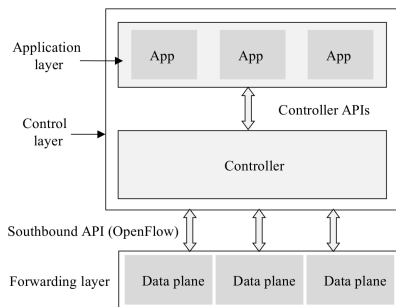 Application
layer
App App App
Controller APIs
Control
layer
Controller
Southbound API (OpenFlow)
Forwarding layer
Data plane Data plane Data plane